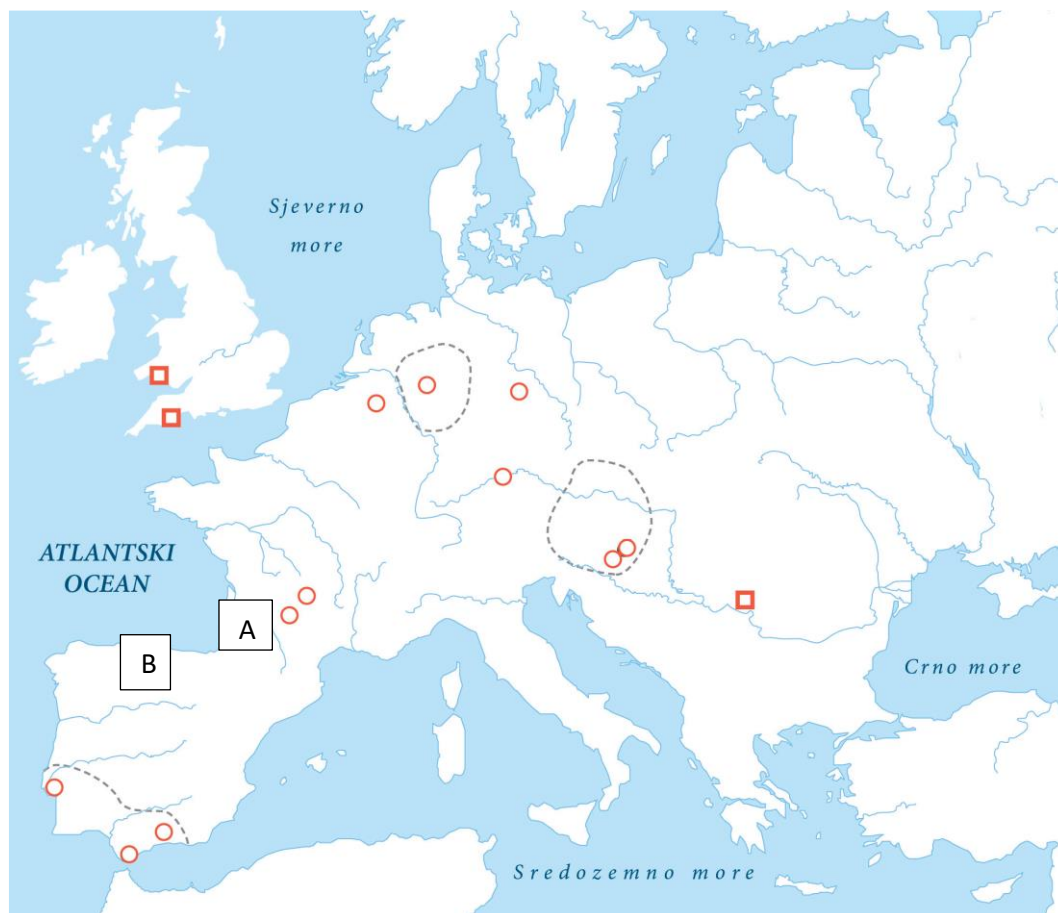 Sjeverno
more
ATLANTSKI
OCEAN
A
B
Crno more
Sredozemno more